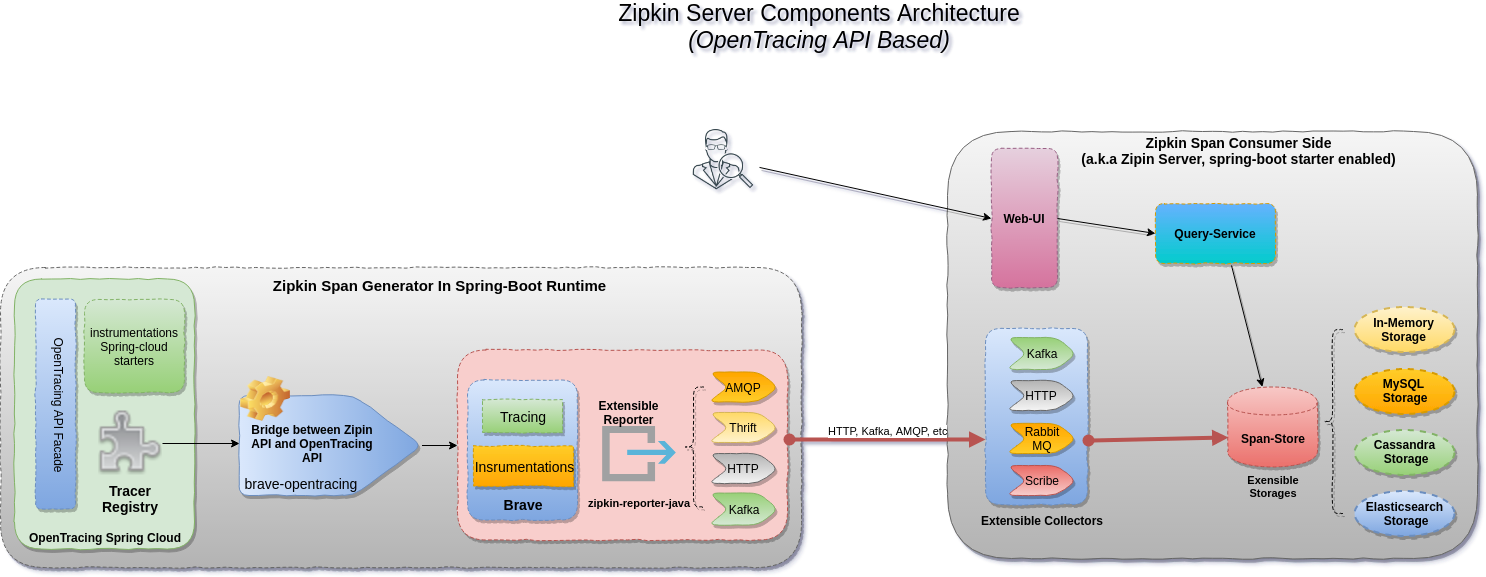 Zipkin Server Components Architecture
(OpenTracing API Based)
Zipkin Span Generator In Spring-Boot Runtime
OpenTracing API Facade
instrumentations
Spring-cloud
starters
Tracer
Registry
OpenTracing Spring Cloud
Bridge between Zipin
API and OpenTracing
API
brave-opentracing
Tracing
Insrumentations
Brave
Extensible
Reporter
zipkin-reporter-java
AMQP
Thrift
HTTP
Kafka
HTTP, Kafka, AMQP, etc
Zipkin Span Consumer Side
(a.k.a Zipin Server, spring-boot starter enabled)
Web-UI
Query-Service
Kafka
HTTP
Rabbit
MQ
Scribe
Extensible Collectors
Span-Store
Exensible
Storages
In-Memory
Storage
MySQL
Storage
Cassandra
Storage
Elasticsearch
Storage